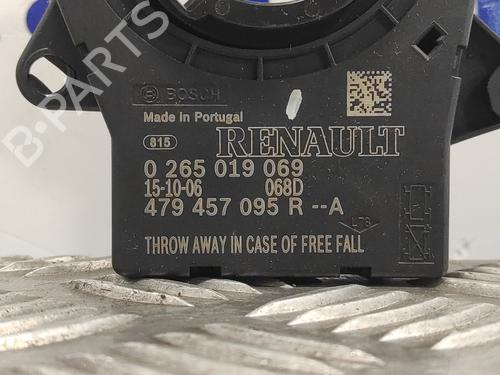 B-PARTS
BOSCH
Made in Portugal
815
RENAULT
0 265 019 069
15-10-06 068D
479 457 095 R --A
L78
THROW AWAY IN CASE OF FREE FALL